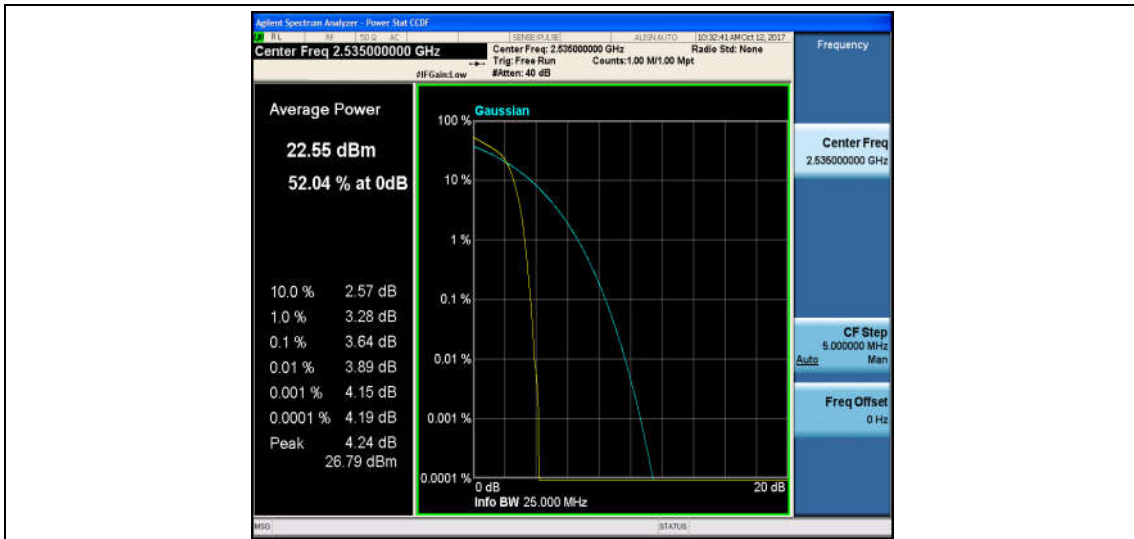 Agilent Spectrum Analyzer - Power Stat CCDF
RL RF 50 Ω AC SENSE:PULSE ALIGN AUTO 10:32:41 AM Oct 12, 2017
Center Freq 2.535000000 GHz
Center Freq: 2.535000000 GHz Radio Std: None
Trig: Free Run Counts:1.00 M/1.00 Mpt
#IFGain:Low #Atten: 40 dB
Frequency
Average Power
22.55 dBm
52.04 % at 0dB
10.0 % 2.57 dB
1.0 % 3.28 dB
0.1 % 3.64 dB
0.01 % 3.89 dB
0.001 % 4.15 dB
0.0001 % 4.19 dB
Peak 4.24 dB
26.79 dBm
Gaussian
100 %
10 %
1 %
0.1 %
0.01 %
0.001 %
0.0001 %
0 dB 20 dB
Info BW 25.000 MHz
Center Freq
2.535000000 GHz
CF Step
5.000000 MHz
Auto Man
Freq Offset
0 Hz
MSG STATUS